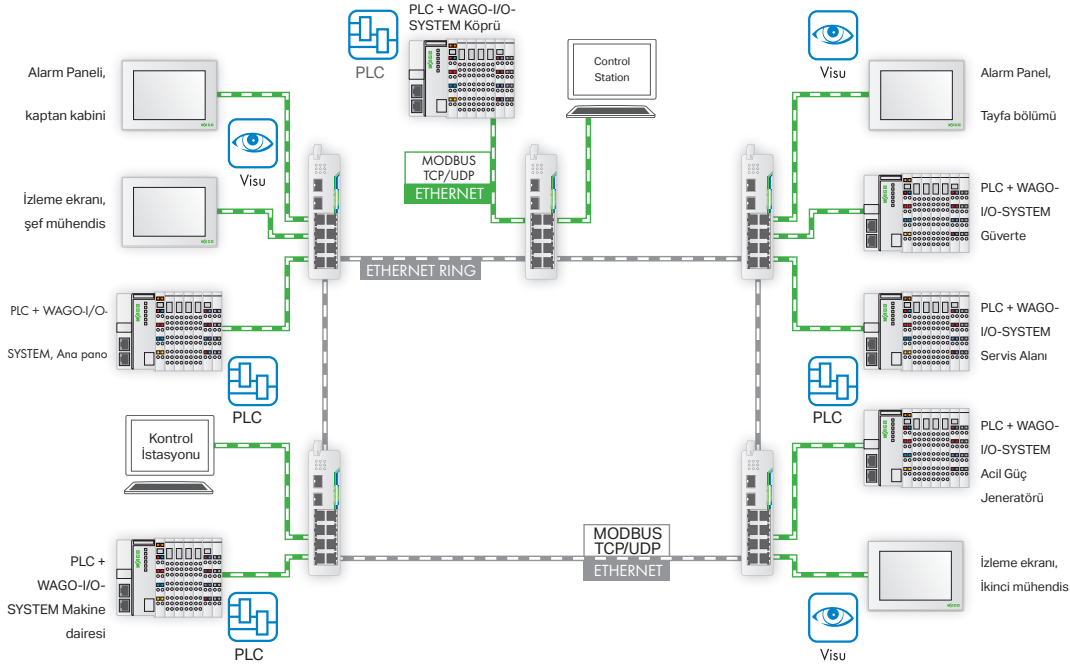 PLC + WAGO-I/O-
SYSTEM Köprü
PLC
Control
Station
Visu
Alarm Paneli,
kaptan kabini
Visu
Alarm Panel,
Tayfa bölümü
MODBUS
TCP/UDP
ETHERNET
İzleme ekranı,
şef mühendis
PLC + WAGO-
I/O-SYSTEM
Güverte
ETHERNET RING
PLC + WAGO-I/O-
SYSTEM, Ana pano
PLC
PLC + WAGO-
I/O-SYSTEM
Servis Alanı
PLC
Kontrol
İstasyonu
PLC + WAGO-
I/O-SYSTEM
Acil Güç
Jeneratörü
MODBUS
TCP/UDP
ETHERNET
PLC +
WAGO-I/O-
SYSTEM Makine
dairesi
PLC
İzleme ekranı,
İkinci mühendis
Visu